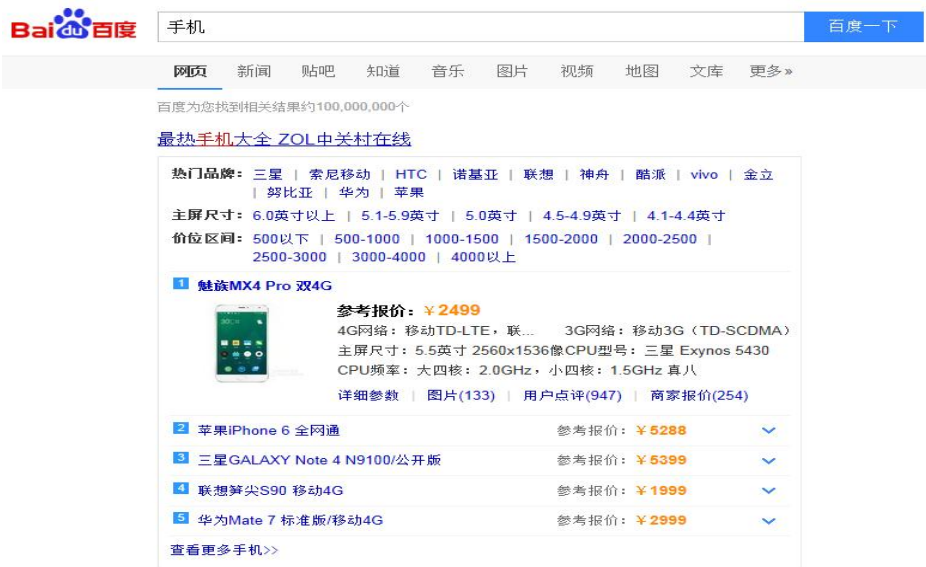 Bai du 百度
手机
百度一下
网页 新闻 贴吧 知道 音乐 图片 视频 地图 文库 更多»
百度为您找到相关结果约100,000,000个
最热手机大全 ZOL中关村在线
热门品牌： 三星 | 索尼移动 | HTC | 诺基亚 | 联想 | 神舟 | 酷派 | vivo | 金立
| 努比亚 | 华为 | 苹果
主屏尺寸： 6.0英寸以上 | 5.1-5.9英寸 | 5.0英寸 | 4.5-4.9英寸 | 4.1-4.4英寸
价位区间： 500以下 | 500-1000 | 1000-1500 | 1500-2000 | 2000-2500 |
2500-3000 | 3000-4000 | 4000以上
1 魅族MX4 Pro 双4G
参考报价：￥2499
4G网络：移动TD-LTE，联... 3G网络：移动3G（TD-SCDMA）
主屏尺寸：5.5英寸 2560x1536像CPU型号：三星 Exynos 5430
CPU频率：大四核：2.0GHz，小四核：1.5GHz 真八
详细参数 | 图片(133) | 用户点评(947) | 商家报价(254)
2 苹果iPhone 6 全网通 参考报价：￥5288
3 三星GALAXY Note 4 N9100/公开版 参考报价：￥5399
4 联想笋尖S90 移动4G 参考报价：￥1999
5 华为Mate 7 标准版/移动4G 参考报价：￥2999
查看更多手机>>